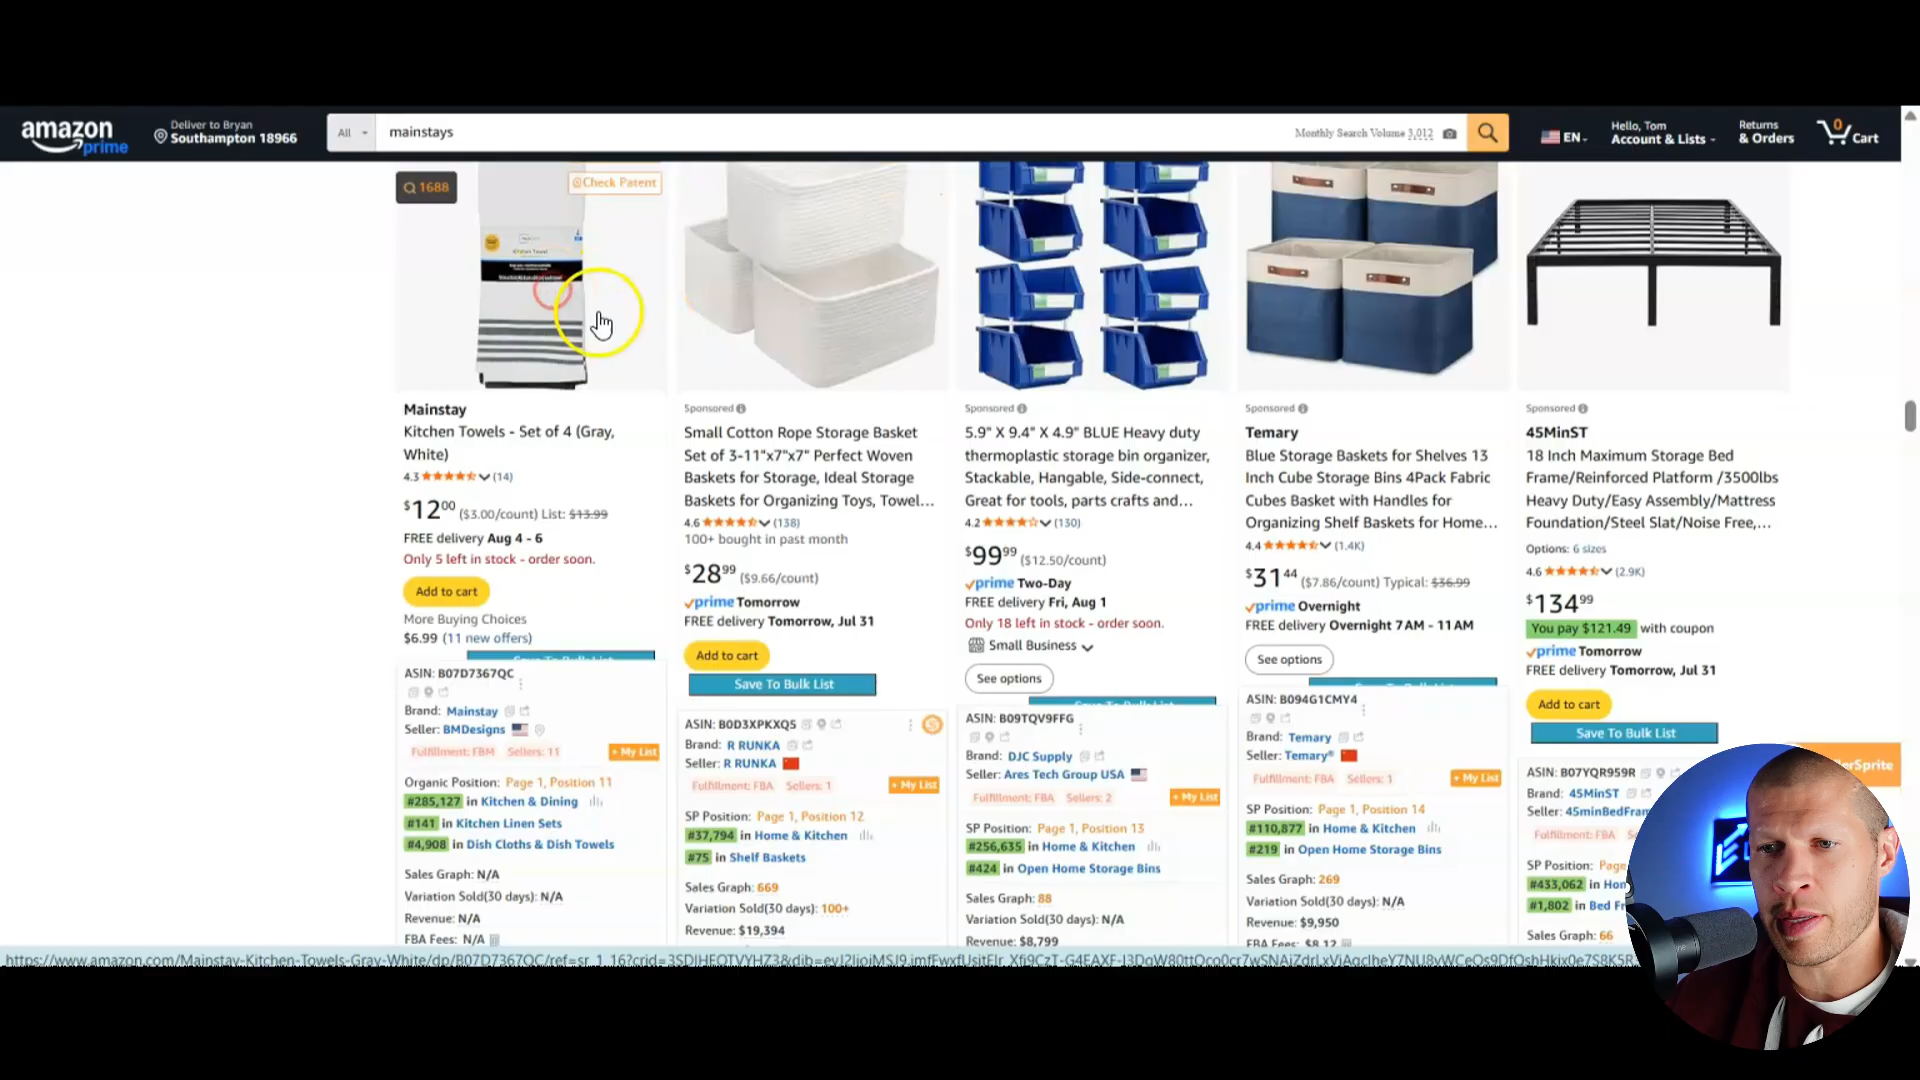 amazon
prime
Deliver to Bryan
Southampton 18966
All
mainstays
Monthly Search Volume 3,012
EN
Hello, Tom
Account & Lists
Returns
& Orders
0
Cart
1688
Check Patent
Kitchen Towel
Mainstay
Kitchen Towels - Set of 4 (Gray,
White)
4.3 (14)
$12.00 ($3.00/count) List: $13.99
FREE delivery Aug 4 - 6
Only 5 left in stock - order soon.
Add to cart
More Buying Choices
$6.99 (11 new offers)
Save To Bulk List
ASIN: B07D7367QC
Brand: Mainstay
Seller: BMDesigns
Fulfillment: FBM Sellers: 11
+ My List
Organic Position: Page 1, Position 11
#285,127 in Kitchen & Dining
#141 in Kitchen Linen Sets
#4,908 in Dish Cloths & Dish Towels
Sales Graph: N/A
Variation Sold(30 days): N/A
Revenue: N/A
FBA Fees: N/A
Sponsored
Small Cotton Rope Storage Basket
Set of 3-11"x7"x7" Perfect Woven
Baskets for Storage, Ideal Storage
Baskets for Organizing Toys, Towel...
4.6 (138)
100+ bought in past month
$28.99 ($9.66/count)
prime Tomorrow
FREE delivery Tomorrow, Jul 31
Add to cart
Save To Bulk List
ASIN: B0D3XPKXQS
Brand: R RUNKA
Seller: R RUNKA
Fulfillment: FBA Sellers: 1
+ My List
SP Position: Page 1, Position 12
#37,794 in Home & Kitchen
#75 in Shelf Baskets
Sales Graph: 669
Variation Sold(30 days): 100+
Revenue: $19,394
Sponsored
5.9" X 9.4" X 4.9" BLUE Heavy duty
thermoplastic storage bin organizer,
Stackable, Hangable, Side-connect,
Great for tools, parts crafts and...
4.2 (130)
$99.99 ($12.50/count)
prime Two-Day
FREE delivery Fri, Aug 1
Only 18 left in stock - order soon.
Small Business
See options
Save To Bulk List
ASIN: B09TQV9FFG
Brand: DJC Supply
Seller: Ares Tech Group USA
Fulfillment: FBA Sellers: 2
+ My List
SP Position: Page 1, Position 13
#256,635 in Home & Kitchen
#424 in Open Home Storage Bins
Sales Graph: 88
Variation Sold(30 days): N/A
Revenue: $8,799
Sponsored
Temary
Blue Storage Baskets for Shelves 13
Inch Cube Storage Bins 4Pack Fabric
Cubes Basket with Handles for
Organizing Shelf Baskets for Home...
4.4 (1.4K)
$31.44 ($7.86/count) Typical: $36.99
prime Overnight
FREE delivery Overnight 7 AM - 11 AM
See options
ASIN: B094G1CMY4
Brand: Temary
Seller: Temary®
Fulfillment: FBA Sellers: 1
+ My List
SP Position: Page 1, Position 14
#110,877 in Home & Kitchen
#219 in Open Home Storage Bins
Sales Graph: 269
Variation Sold(30 days): N/A
Revenue: $9,950
FBA Fees: $8.12
Sponsored
45MinST
18 Inch Maximum Storage Bed
Frame/Reinforced Platform /3500lbs
Heavy Duty/Easy Assembly/Mattress
Foundation/Steel Slat/Noise Free,...
Options: 6 sizes
4.6 (2.9K)
$134.99
You pay $121.49 with coupon
prime Tomorrow
FREE delivery Tomorrow, Jul 31
Add to cart
Save To Bulk List
ASIN: B07YQR959R
Brand: 45MinST
Seller: 45minBedFram
Fulfillment: FBA
SP Position: Page
#433,062 in Hom
#1,802 in Bed Fr
Sales Graph: 66
lerSprite